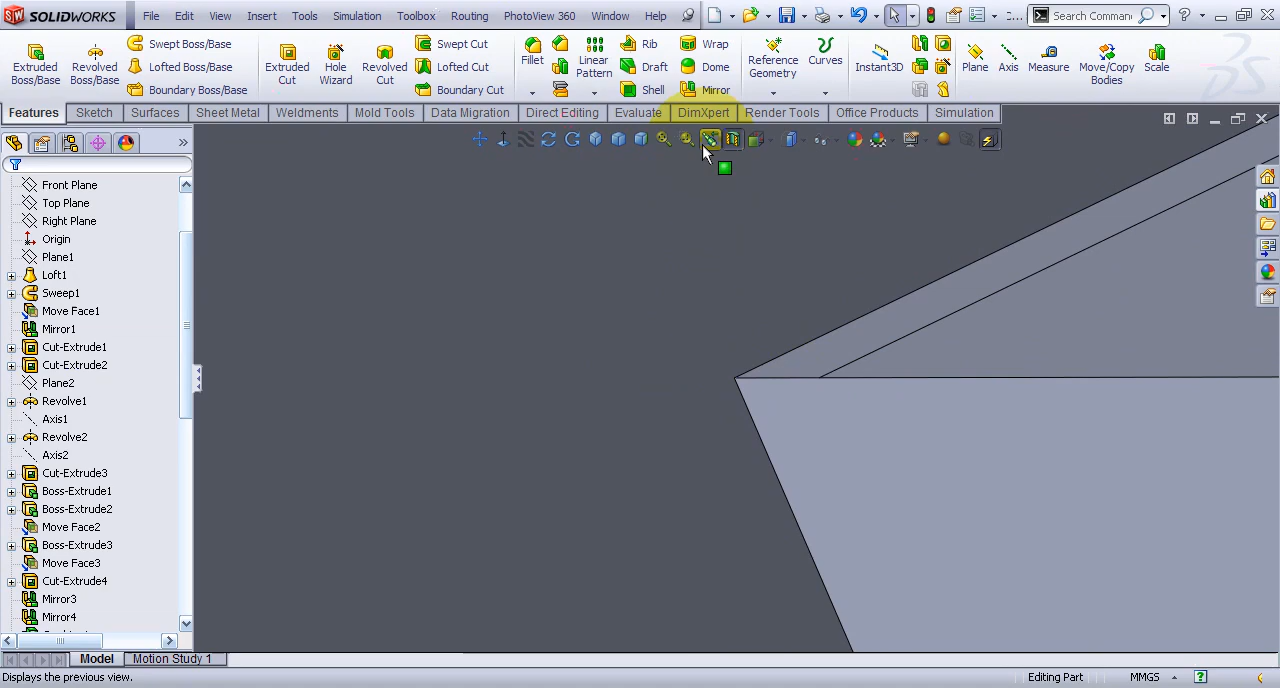 SOLIDWORKS File Edit View Insert Tools Simulation Toolbox Routing PhotoView 360 Window Help Search Comman
Swept Boss/Base Swept Cut Rib Wrap
Extruded Boss/Base Revolved Boss/Base Lofted Boss/Base Extruded Cut Hole Wizard Revolved Cut Lofted Cut Fillet Linear Pattern Draft Dome Reference Geometry Curves Instant3D Plane Axis Measure Move/Copy Bodies Scale
Boundary Boss/Base Boundary Cut Shell Mirror
Features Sketch Surfaces Sheet Metal Weldments Mold Tools Data Migration Direct Editing Evaluate DimXpert Render Tools Office Products Simulation
Front Plane
Top Plane
Right Plane
Origin
Plane1
Loft1
Sweep1
Move Face1
Mirror1
Cut-Extrude1
Cut-Extrude2
Plane2
Revolve1
Axis1
Revolve2
Axis2
Cut-Extrude3
Boss-Extrude1
Boss-Extrude2
Move Face2
Boss-Extrude3
Move Face3
Cut-Extrude4
Mirror3
Mirror4
Model Motion Study 1
Displays the previous view. Editing Part MMGS